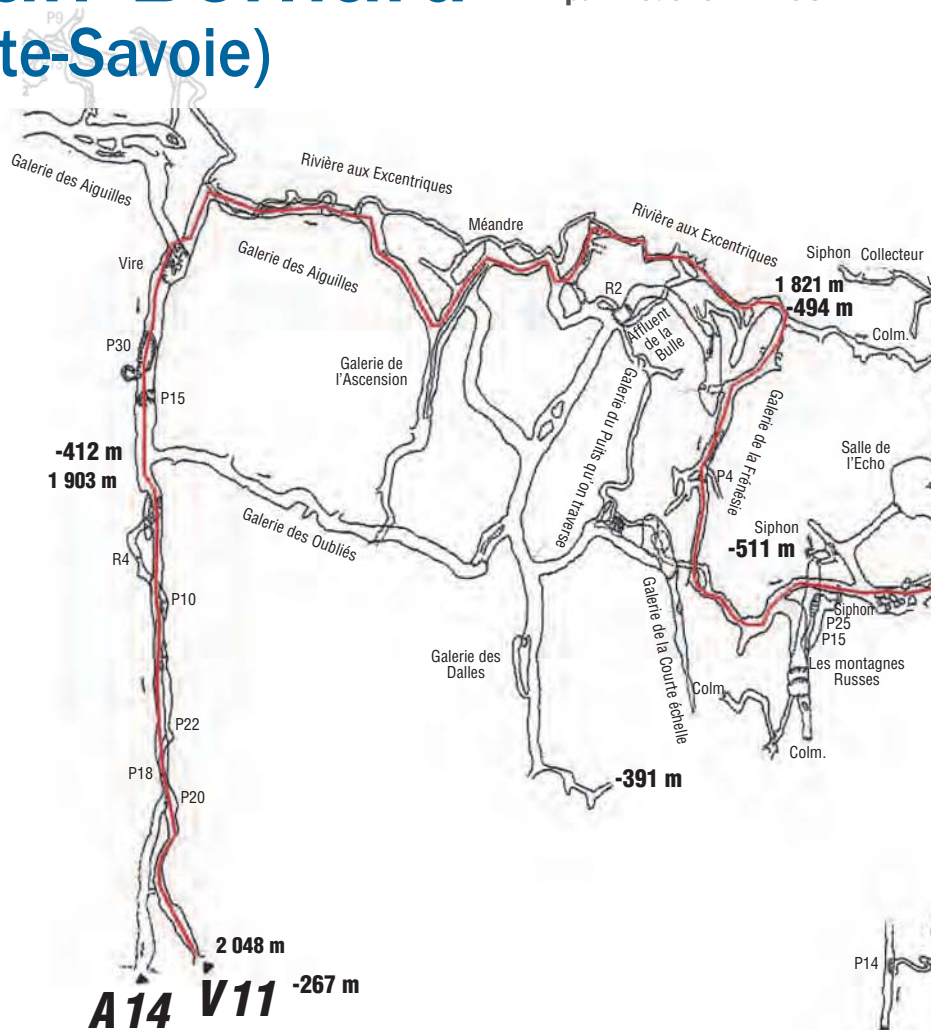 P9
te-Savoie)
Galerie des Aiguilles
Rivière aux Excentriques
Méandre
Rivière aux Excentriques
Siphon Collecteur
Vire
Galerie des Aiguilles
1 821 m
-494 m
R2
Affluent
de la
Bulle
Colm.
P30
Galerie de
l'Ascension
P15
Galerie du Puits qu'on traverse
Galerie de la Frénésie
-412 m
1 903 m
Salle de
l'Echo
P4
Galerie des Oubliés
Siphon
-511 m
R4
P10
Galerie de la Courte échelle
Siphon
P25
P15
Galerie des
Dalles
Les montagnes
Russes
Colm.
P22
Colm.
P18
-391 m
P20
2 048 m
P14
A14
V11
-267 m